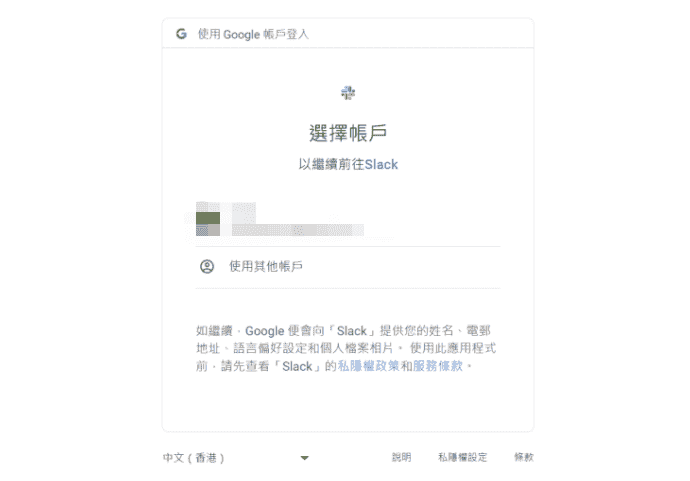 使用 Google 帳戶登入
選擇帳戶
以繼續前往Slack
使用其他帳戶
如繼續，Google 便會向「Slack」提供您的姓名、電郵
地址、語言偏好設定和個人檔案相片。 使用此應用程式
前，請先查看「Slack」的私隱權政策和服務條款。
中文（香港）
說明 私隱權設定 條款